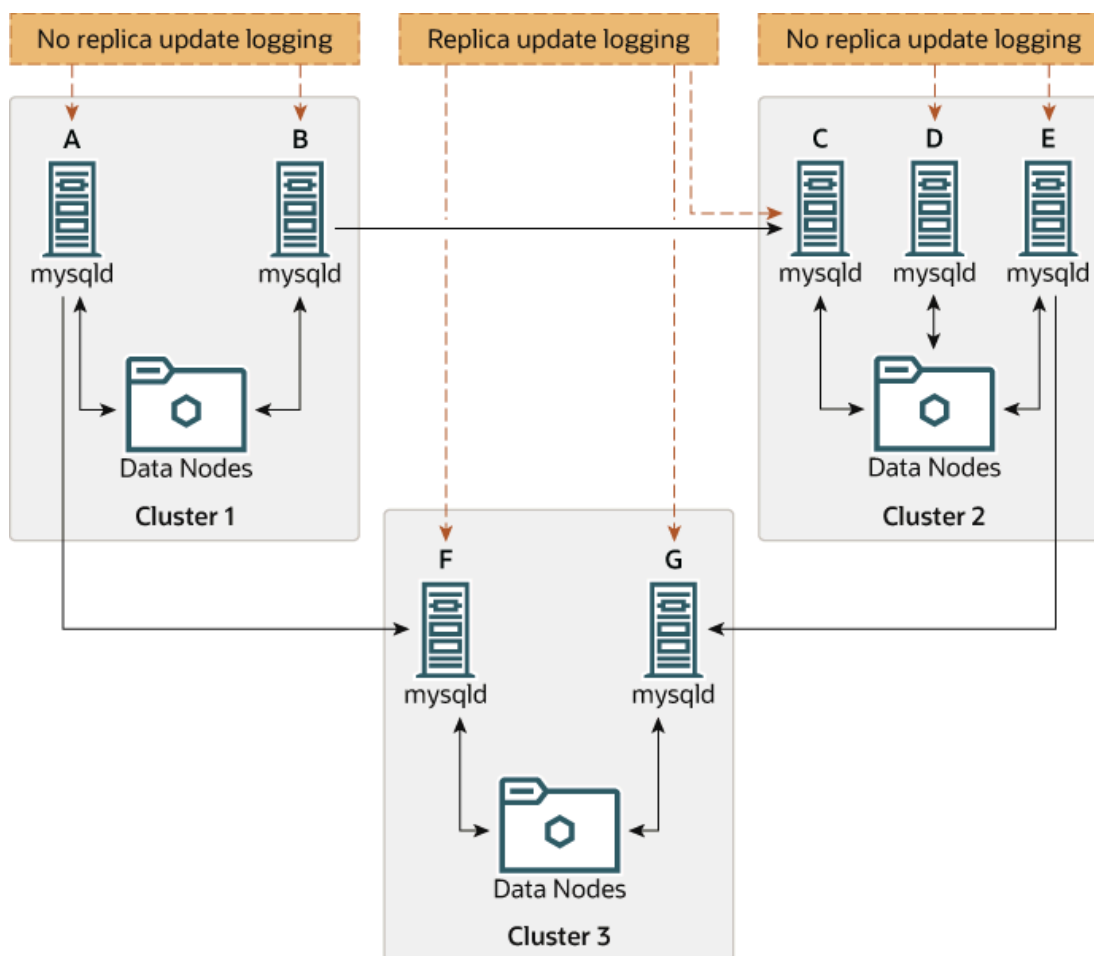 No replica update logging
Replica update logging
No replica update logging
A
B
C
D
E
mysqld
mysqld
mysqld
mysqld
mysqld
Data Nodes
Data Nodes
Cluster 1
Cluster 2
F
G
mysqld
mysqld
Data Nodes
Cluster 3